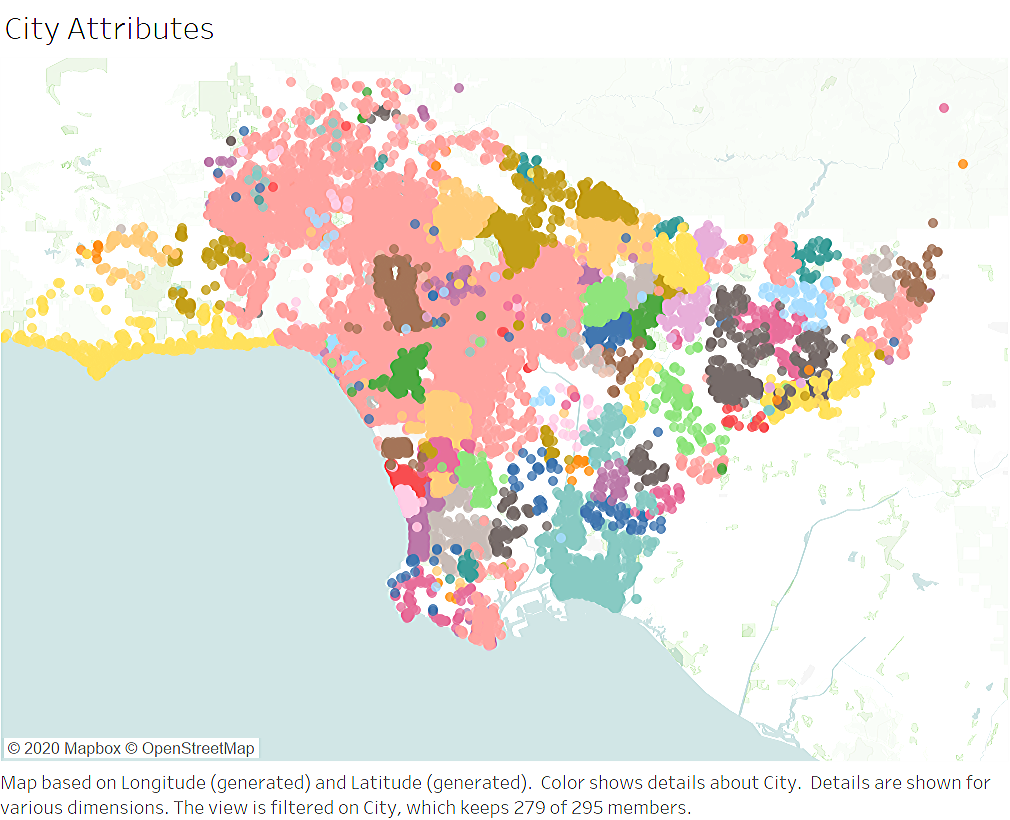 City Attributes
© 2020 Mapbox © OpenStreetMap
Map based on Longitude (generated) and Latitude (generated).  Color shows details about City.  Details are shown for
various dimensions. The view is filtered on City, which keeps 279 of 295 members.